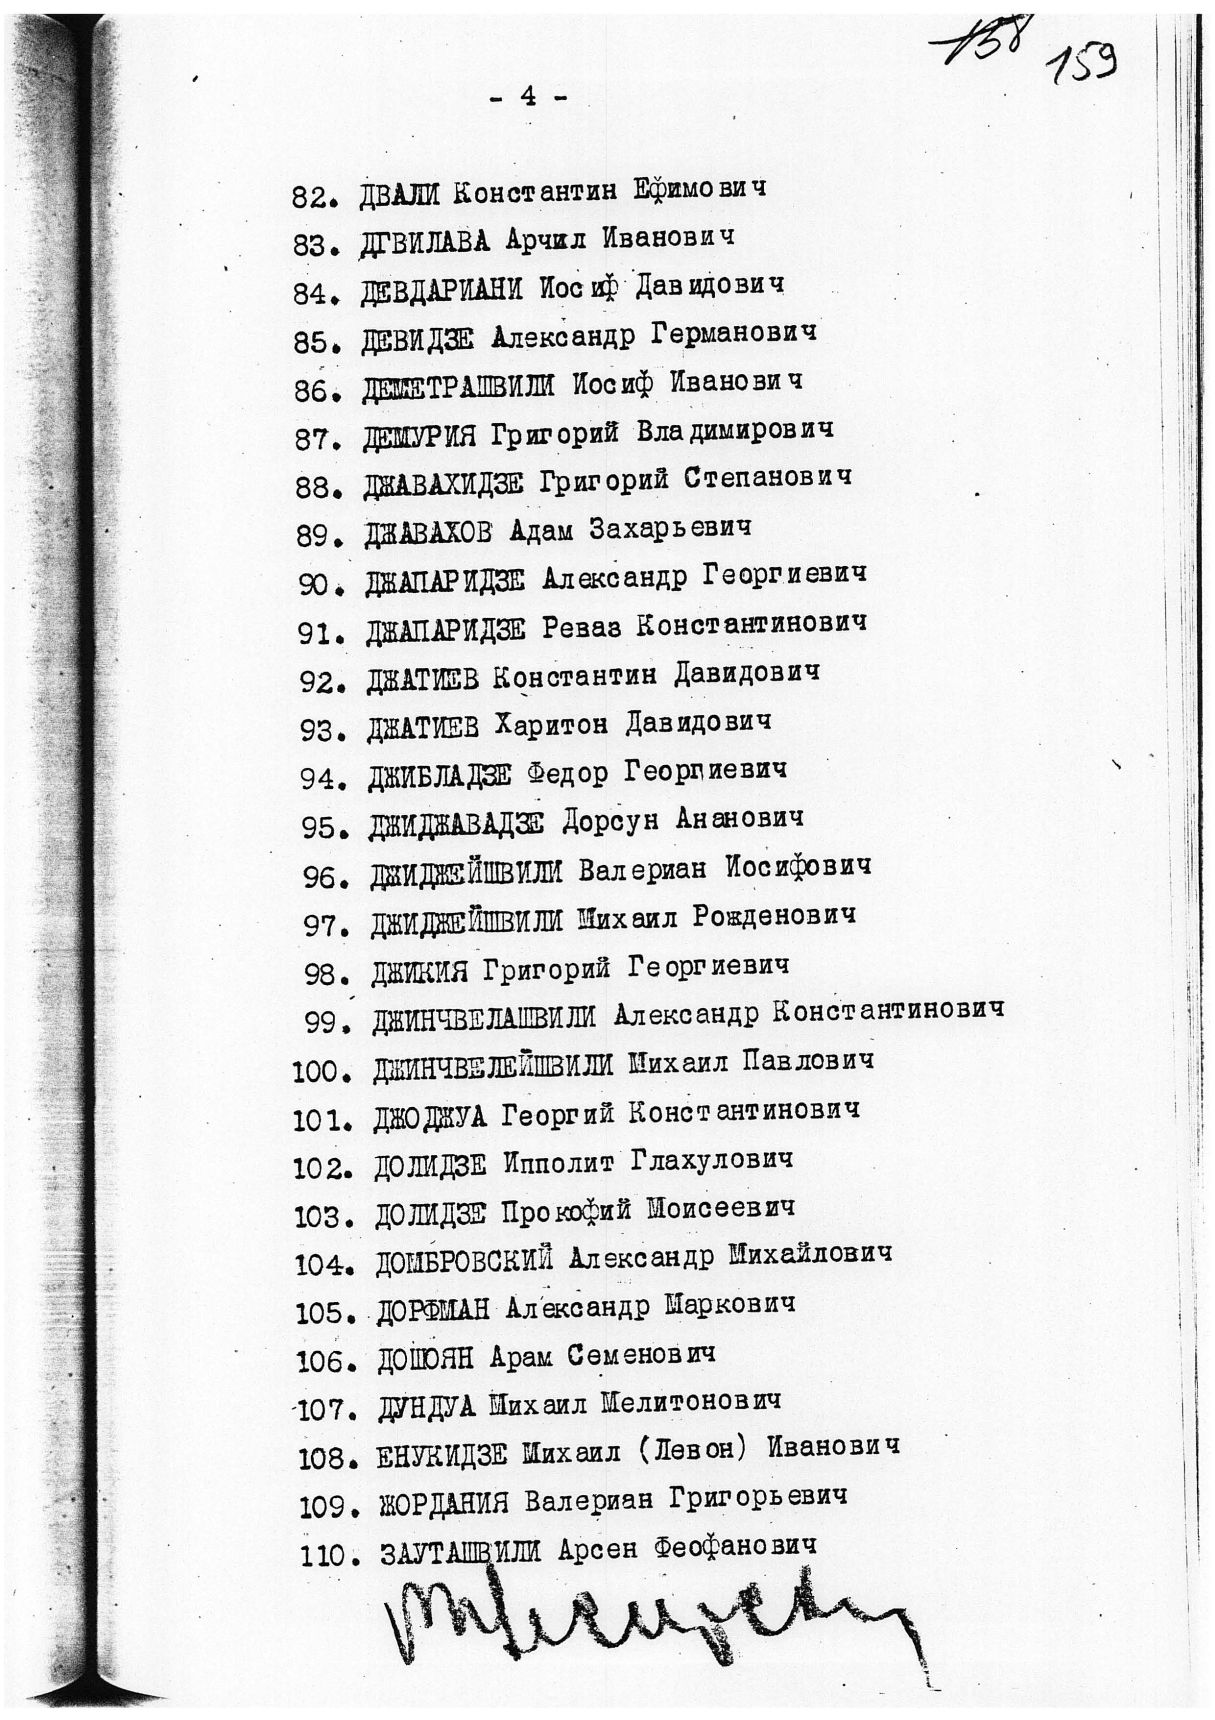 158 159
- 4 -
82. ДВАЛИ Константин Ефимович
83. ДГВИЛАВА Арчил Иванович
84. ДЕВДАРИАНИ Иосиф Давидович
85. ДЕВИДЗЕ Александр Германович
86. ДЕМЕТРАШВИЛИ Иосиф Иванович
87. ДЕМУРИЯ Григорий Владимирович
88. ДЖАВАХИДЗЕ Григорий Степанович
89. ДЖАВАХОВ Адам Захарьевич
90. ДЖАПАРИДЗЕ Александр Георгиевич
91. ДЖАПАРИДЗЕ Реваз Константинович
92. ДЖАТИЕВ Константин Давидович
93. ДЖАТИЕВ Харитон Давидович
94. ДЖИБЛАДЗЕ Федор Георгиевич
95. ДЖИДЖАВАДЗЕ Дорсун Ананович
96. ДЖИДЖЕЙШВИЛИ Валериан Иосифович
97. ДЖИДЖЕЙШВИЛИ Михаил Рожденович
98. ДЖИКИЯ Григорий Георгиевич
99. ДЖИНЧВЕЛАШВИЛИ Александр Константинович
100. ДЖИНЧВЕЛЕЙШВИЛИ Михаил Павлович
101. ДЖОДЖУА Георгий Константинович
102. ДОЛИДЗЕ Ипполит Глахулович
103. ДОЛИДЗЕ Прокофий Моисеевич
104. ДОМБРОВСКИЙ Александр Михайлович
105. ДОРФМАН Александр Маркович
106. ДОШОЯН Арам Семенович
107. ДУНДУА Михаил Мелитонович
108. ЕНУКИДЗЕ Михаил (Левон) Иванович
109. ЖОРДАНИЯ Валериан Григорьевич
110. ЗАУТАШВИЛИ Арсен Феофанович